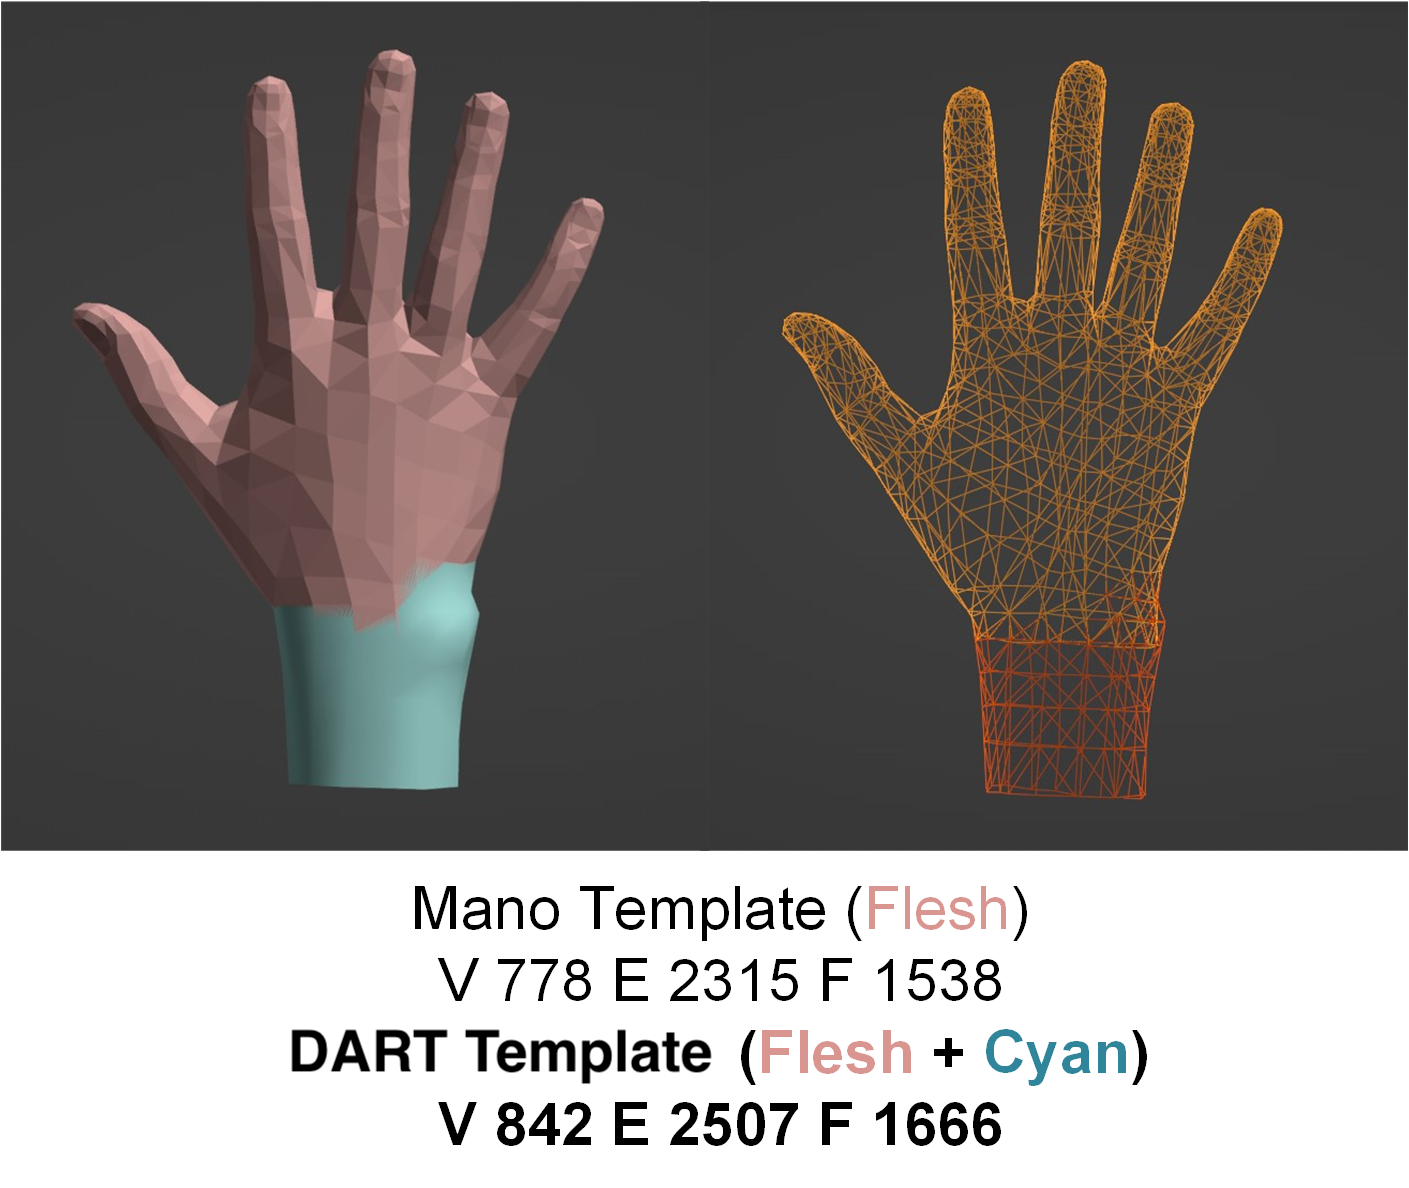 Mano Template (Flesh)
V 778 E 2315 F 1538
DART Template (Flesh + Cyan)
V 842 E 2507 F 1666